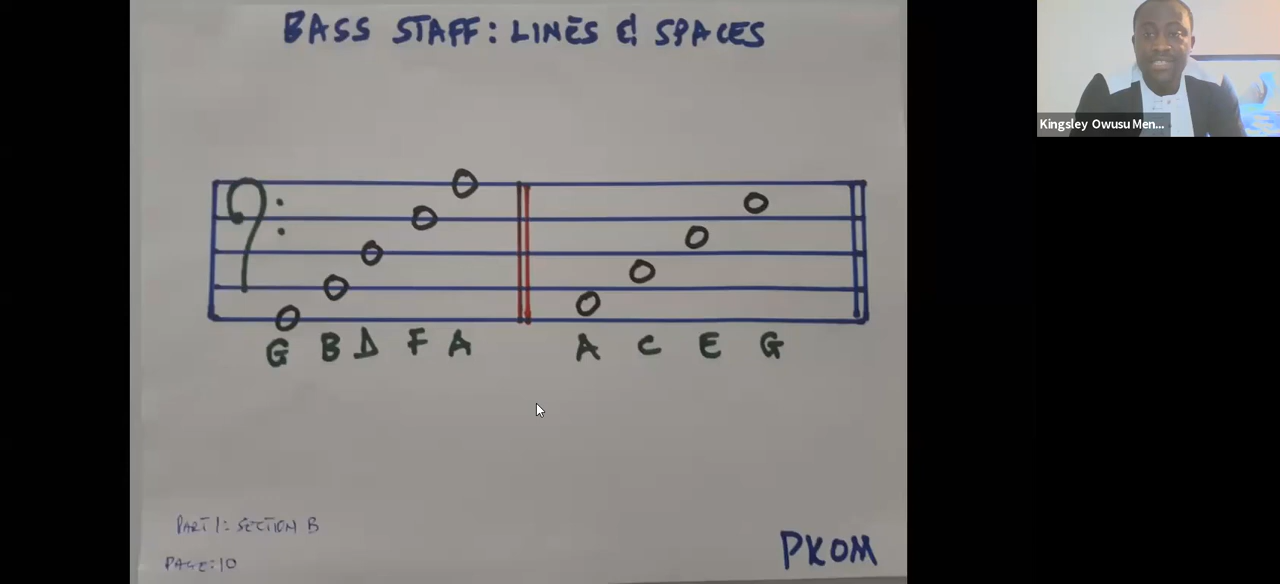 BASS STAFF: LINES & SPACES
Kingsley Owusu Men...
G B D F A A C E G
PART 1: SECTION B
PAGE: 10
PKOM